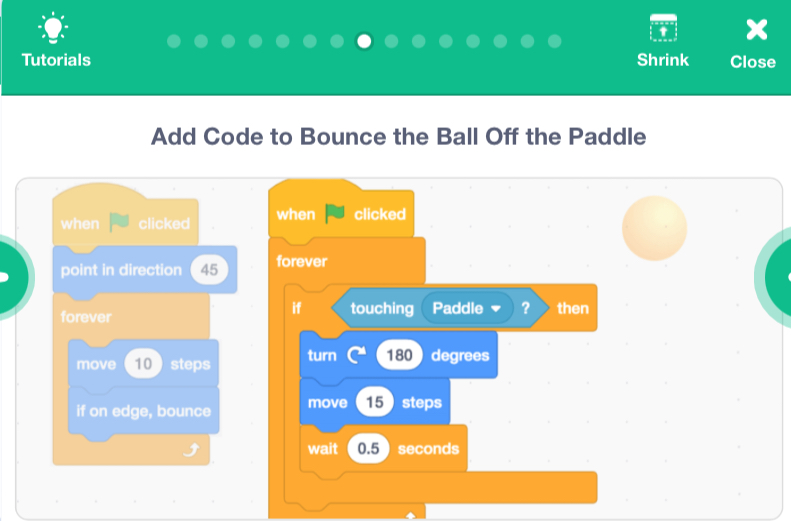 Tutorials
Shrink
Close
Add Code to Bounce the Ball Off the Paddle
when clicked
point in direction 45
forever
move 10 steps
if on edge, bounce
when clicked
forever
if touching Paddle ? then
turn 180 degrees
move 15 steps
wait 0.5 seconds